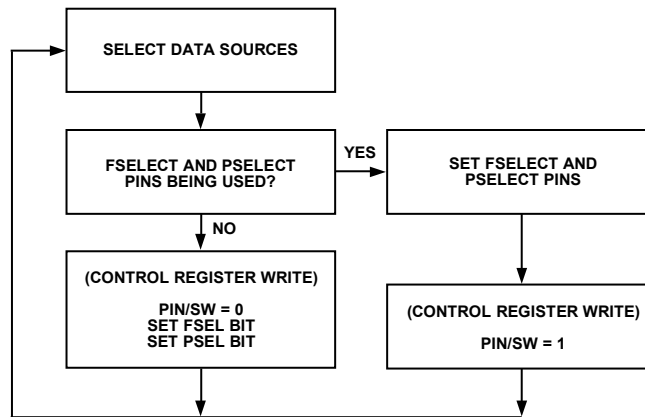 SELECT DATA SOURCES
FSELECT AND PSELECT
PINS BEING USED?
YES
SET FSELECT AND
PSELECT PINS
NO
(CONTROL REGISTER WRITE)
PIN/SW = 0
SET FSEL BIT
SET PSEL BIT
(CONTROL REGISTER WRITE)
PIN/SW = 1